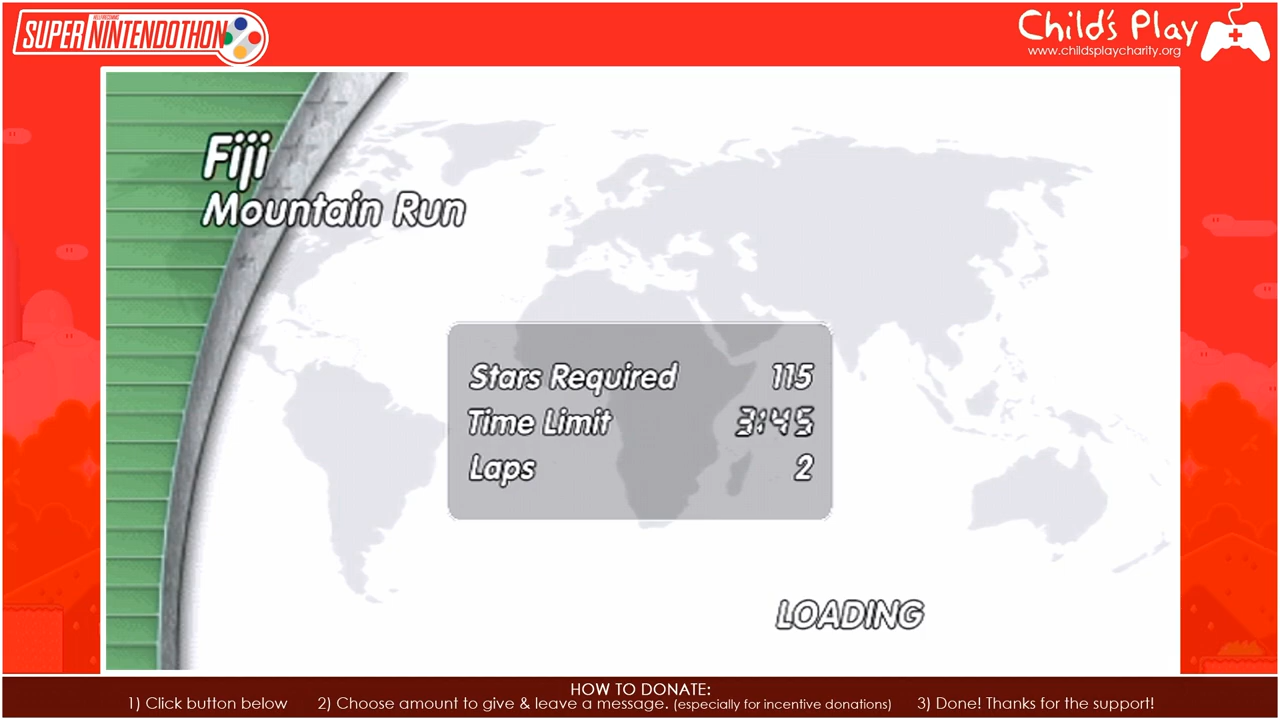 SUPER NINTENDOTHON
Child's Play
www.childsplaycharity.org
Fiji
Mountain Run
Stars Required 115
Time Limit 3:45
Laps 2
LOADING
HOW TO DONATE:
1) Click button below 2) Choose amount to give & leave a message. (especially for incentive donations) 3) Done! Thanks for the support!